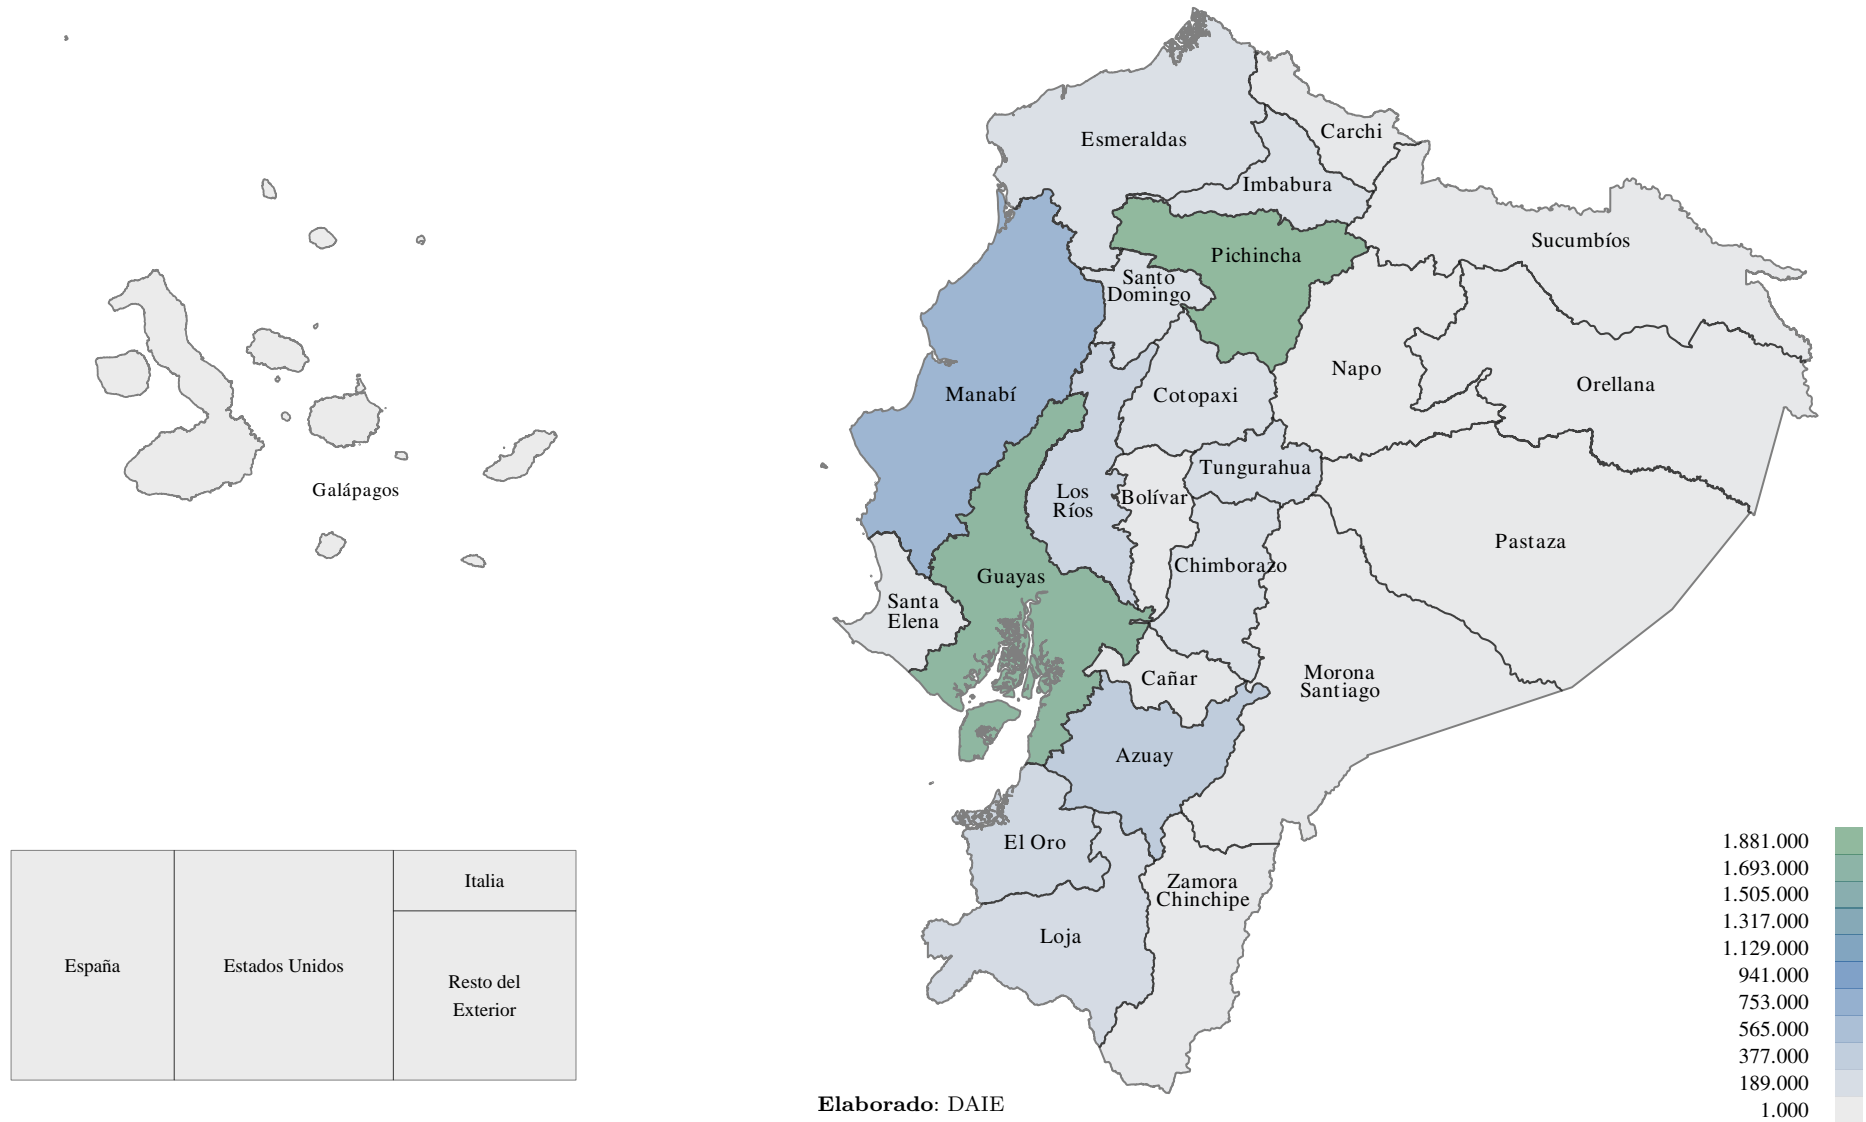 Carchi
Esmeraldas
Imbabura
Sucumbíos
Pichincha
Santo
Domingo
Napo
Orellana
Manabí
Cotopaxi
Tungurahua
Galápagos
Los
Ríos
Bolívar
Pastaza
Chimborazo
Guayas
Santa
Elena
Cañar
Morona
Santiago
Azuay
El Oro
Zamora
Chinchipe
Loja
Italia
España
Estados Unidos
Resto del
Exterior
1.881.000
1.693.000
1.505.000
1.317.000
1.129.000
941.000
753.000
565.000
377.000
189.000
1.000
Elaborado: DAIE